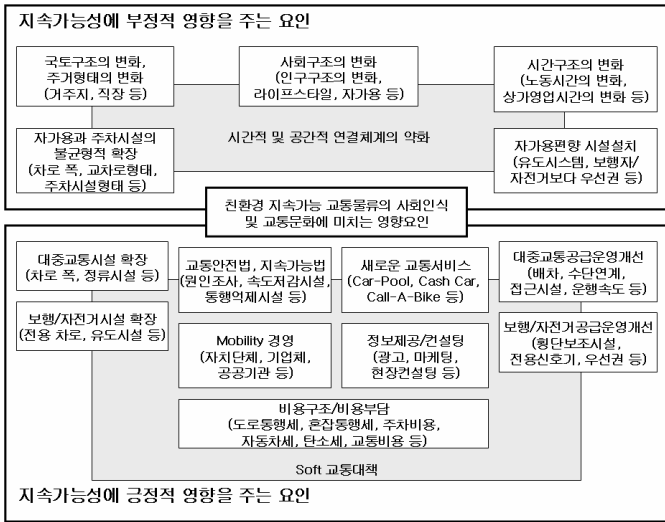 지속가능성에 부정적 영향을 주는 요인
국토구조의 변화,
주거형태의 변화
(거주지, 직장 등)
사회구조의 변화
(인구구조의 변화,
라이프스타일, 자가용 등)
시간구조의 변화
(노동시간의 변화,
상가영업시간의 변화 등)
시간적 및 공간적 연결체계의 약화
자가용과 주차시설의
불균형적 확장
(차로 폭, 교차로형태,
주차시설형태 등)
자가용편향 시설설치
(유도시스템, 보행자/
자전거보다 우선권 등)
친환경 지속가능 교통물류의 사회인식
및 교통문화에 미치는 영향요인
대중교통시설 확장
(차로 폭, 정류시설 등)
교통안전법, 지속가능법
(원인조사, 속도저감시설,
통행억제시설 등)
새로운 교통서비스
(Car-Pool, Cash Car,
Call-A-Bike 등)
대중교통공급운영개선
(배차, 수단연계,
접근시설, 운행속도 등)
보행/자전거시설 확장
(전용 차로, 유도시설 등)
Mobility 경영
(자치단체, 기업체,
공공기관 등)
정보제공/컨설팅
(광고, 마케팅,
현장컨설팅 등)
보행/자전거공급운영개선
(횡단보조시설,
전용신호기, 우선권 등)
비용구조/비용부담
(도로통행세, 혼잡통행세, 주차비용,
자동차세, 탄소세, 교통비용 등)
Soft 교통대책
지속가능성에 긍정적 영향을 주는 요인